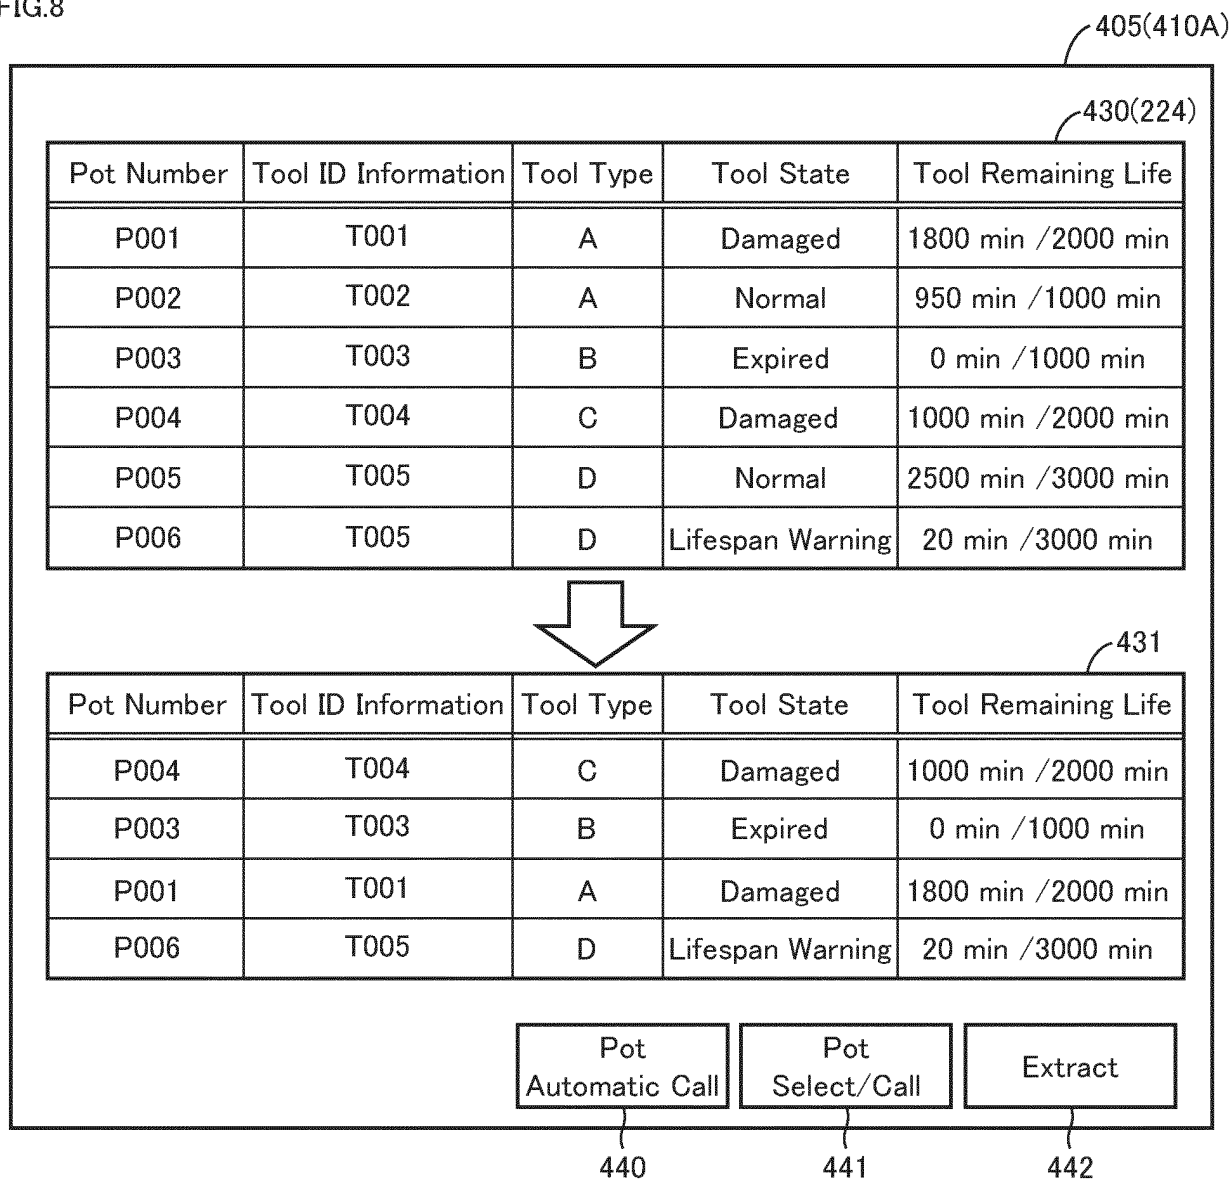 FIG.8
405(410A)
430(224)
Pot Number Tool ID Information Tool Type Tool State Tool Remaining Life
P001 T001 A Damaged 1800 min /2000 min
P002 T002 A Normal 950 min /1000 min
P003 T003 B Expired 0 min /1000 min
P004 T004 C Damaged 1000 min /2000 min
P005 T005 D Normal 2500 min /3000 min
P006 T005 D Lifespan Warning 20 min /3000 min
431
Pot Number Tool ID Information Tool Type Tool State Tool Remaining Life
P004 T004 C Damaged 1000 min /2000 min
P003 T003 B Expired 0 min /1000 min
P001 T001 A Damaged 1800 min /2000 min
P006 T005 D Lifespan Warning 20 min /3000 min
Pot
Automatic Call
Pot
Select/Call
Extract
440
441
442